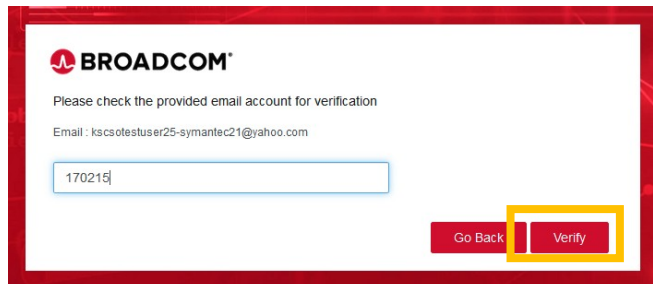 BROADCOM®
Please check the provided email account for verification
Email : kscsotestuser25-symantec21@yahoo.com
170215
Go Back
Verify